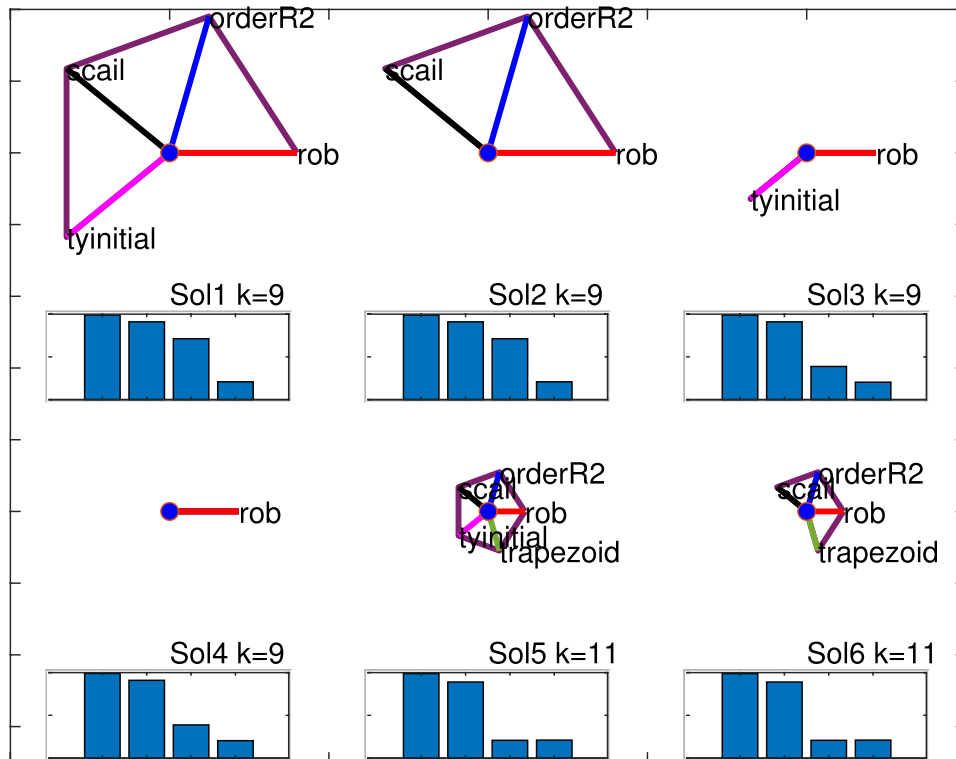 orderR2
scail
rob
tyinitial
Sol1 k=9
orderR2
scail
rob
Sol2 k=9
rob
tyinitial
Sol3 k=9
rob
Sol4 k=9
orderR2
scail
rob
tyinitial
trapezoid
Sol5 k=11
orderR2
scail
rob
trapezoid
Sol6 k=11